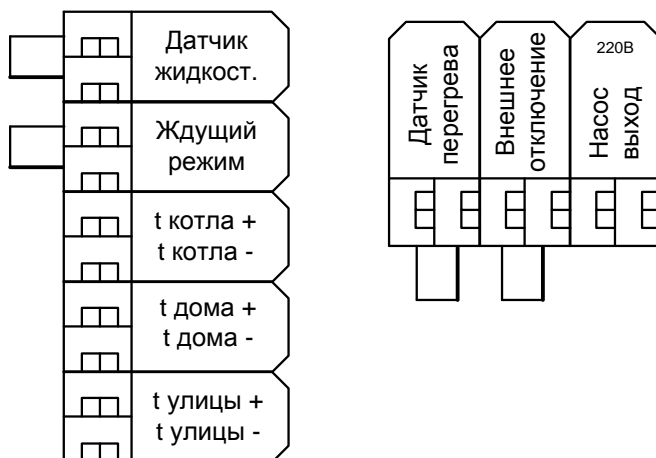 Датчик
жидкост.
Ждущий
режим
t котла +
t котла -
t дома +
t дома -
t улицы +
t улицы -
Датчик
перегрева
Внешнее
отключение
220В
Насос
выход